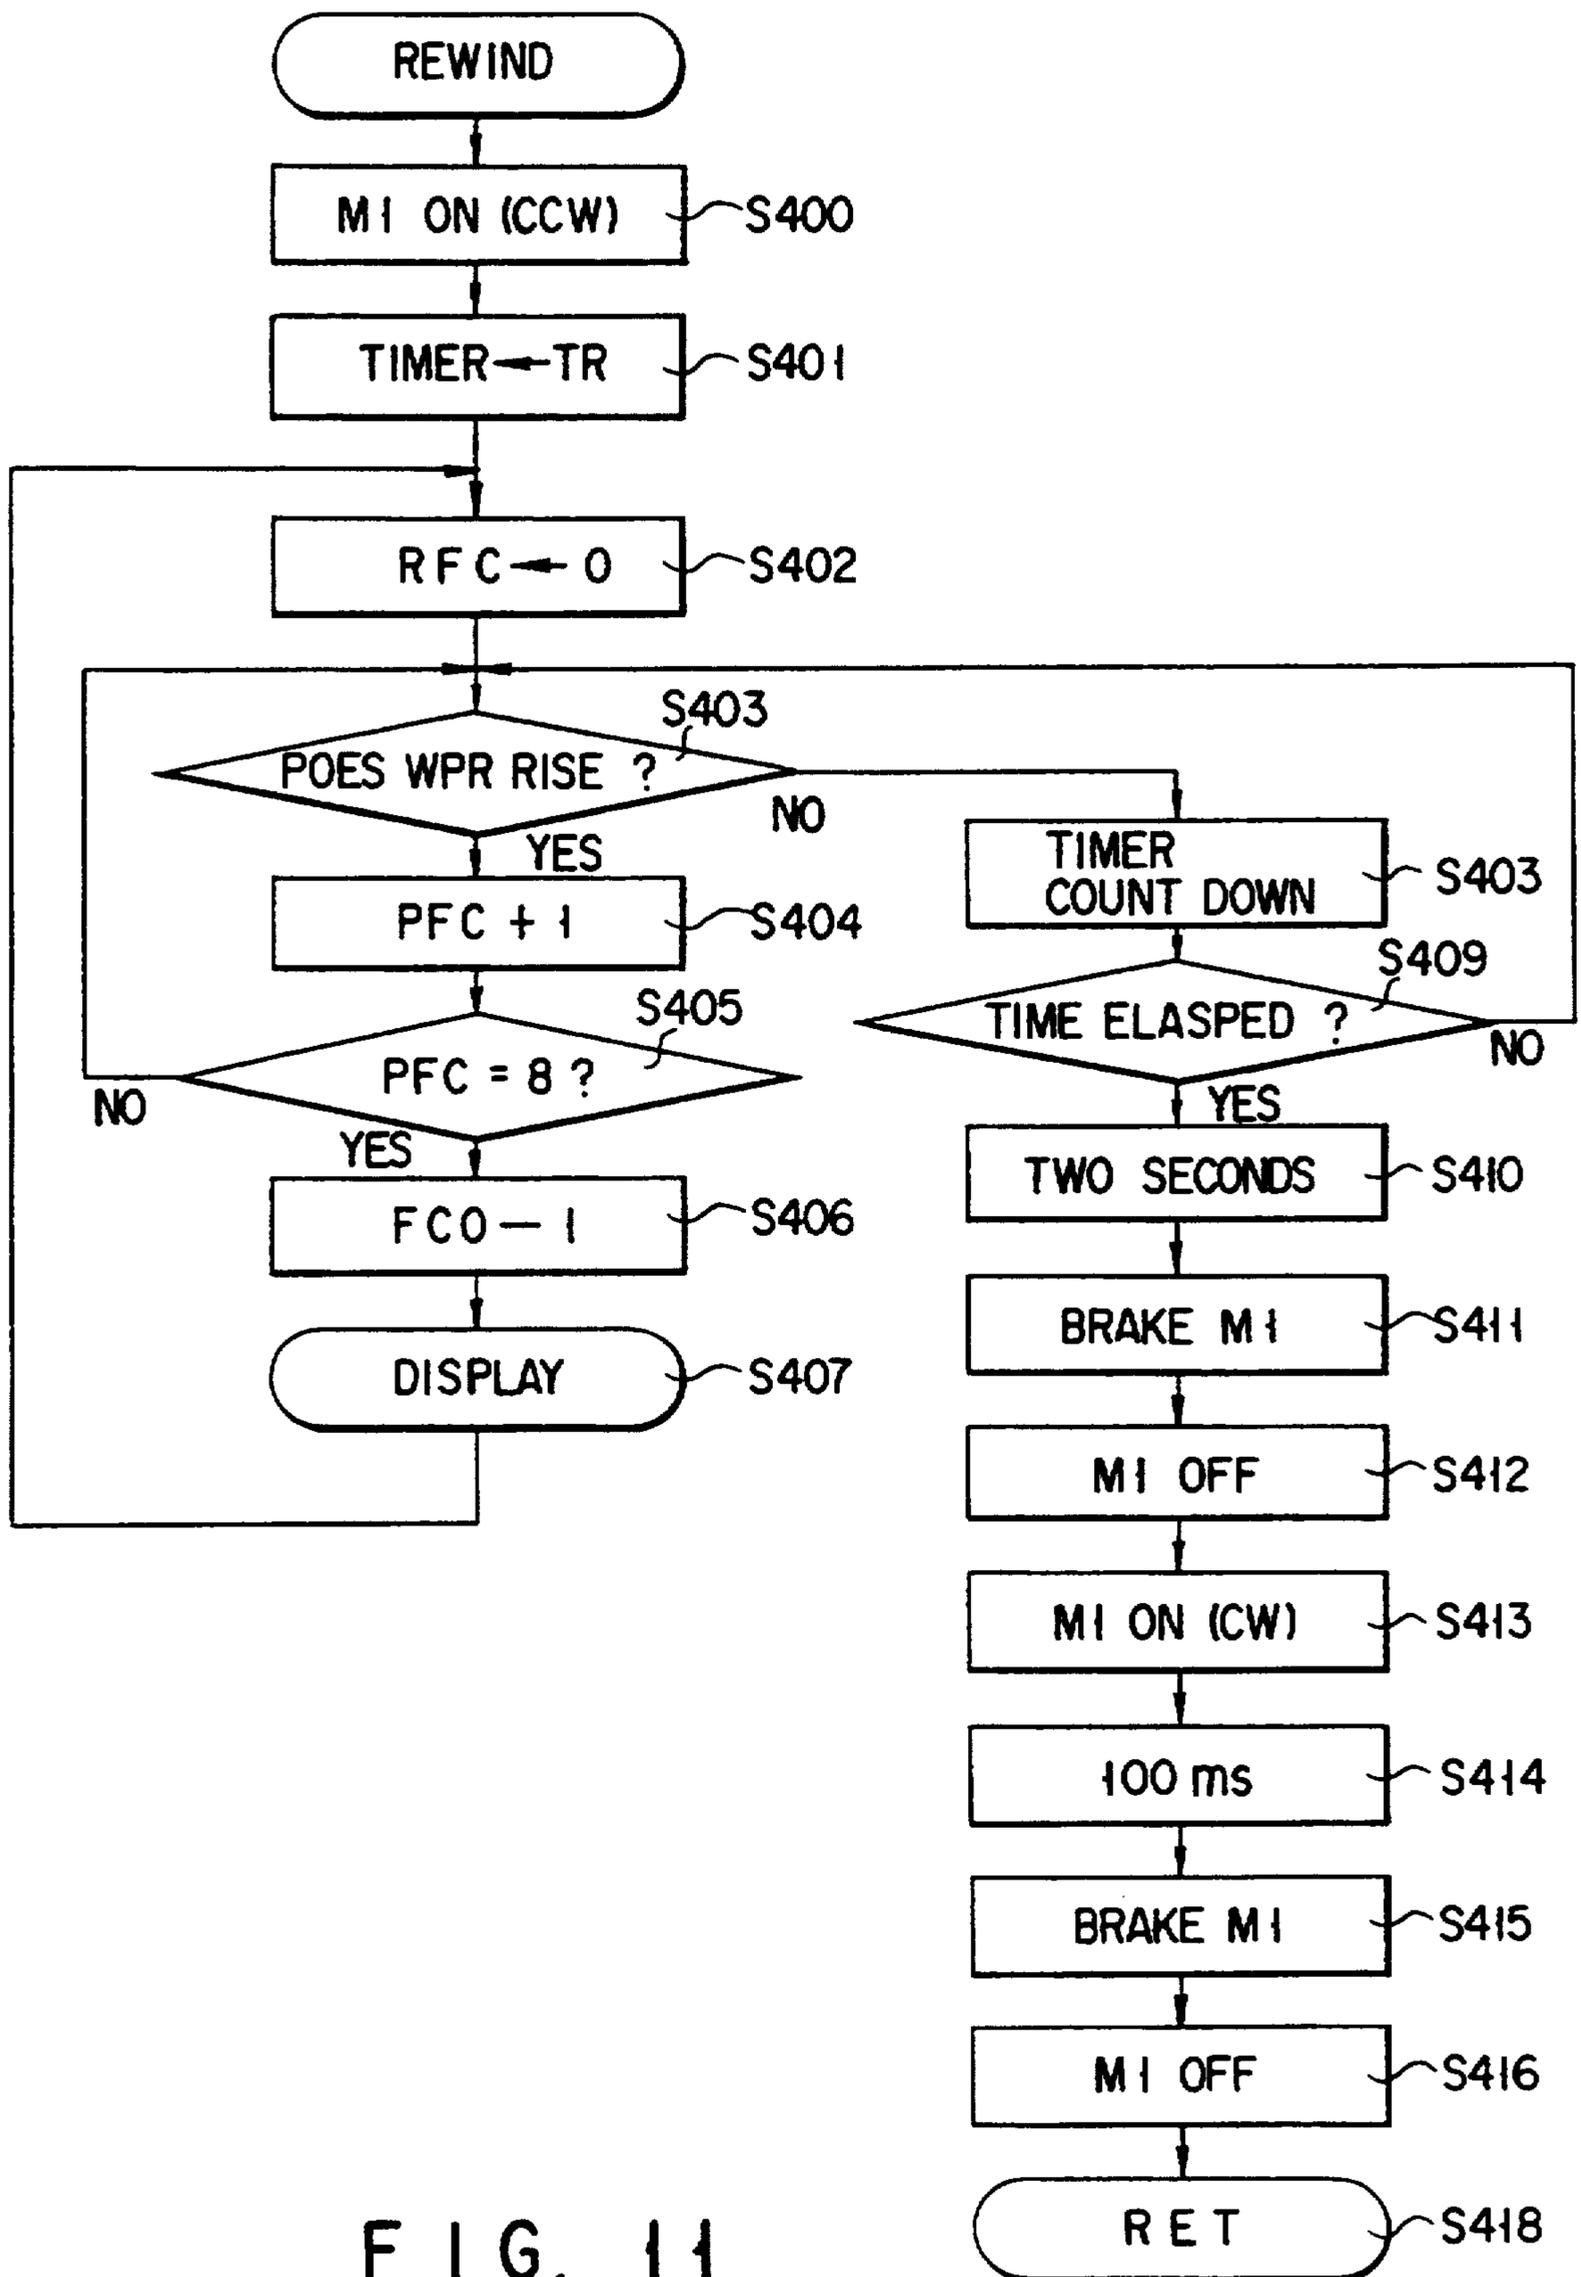 REWIND
M1 ON (CCW)
S400
TIMER←TR
S401
RFC←0
S402
S403
POES WPR RISE ?
NO
YES
PFC + 1
S404
S405
PFC = 8 ?
NO
YES
FCO — 1
S406
DISPLAY
S407
TIMER
COUNT DOWN
S403
S409
TIME ELASPED ?
NO
YES
TWO SECONDS
S410
BRAKE M1
S411
M1 OFF
S412
M1 ON (CW)
S413
100 ms
S414
BRAKE M1
S415
M1 OFF
S416
RET
S418
FIG. 11